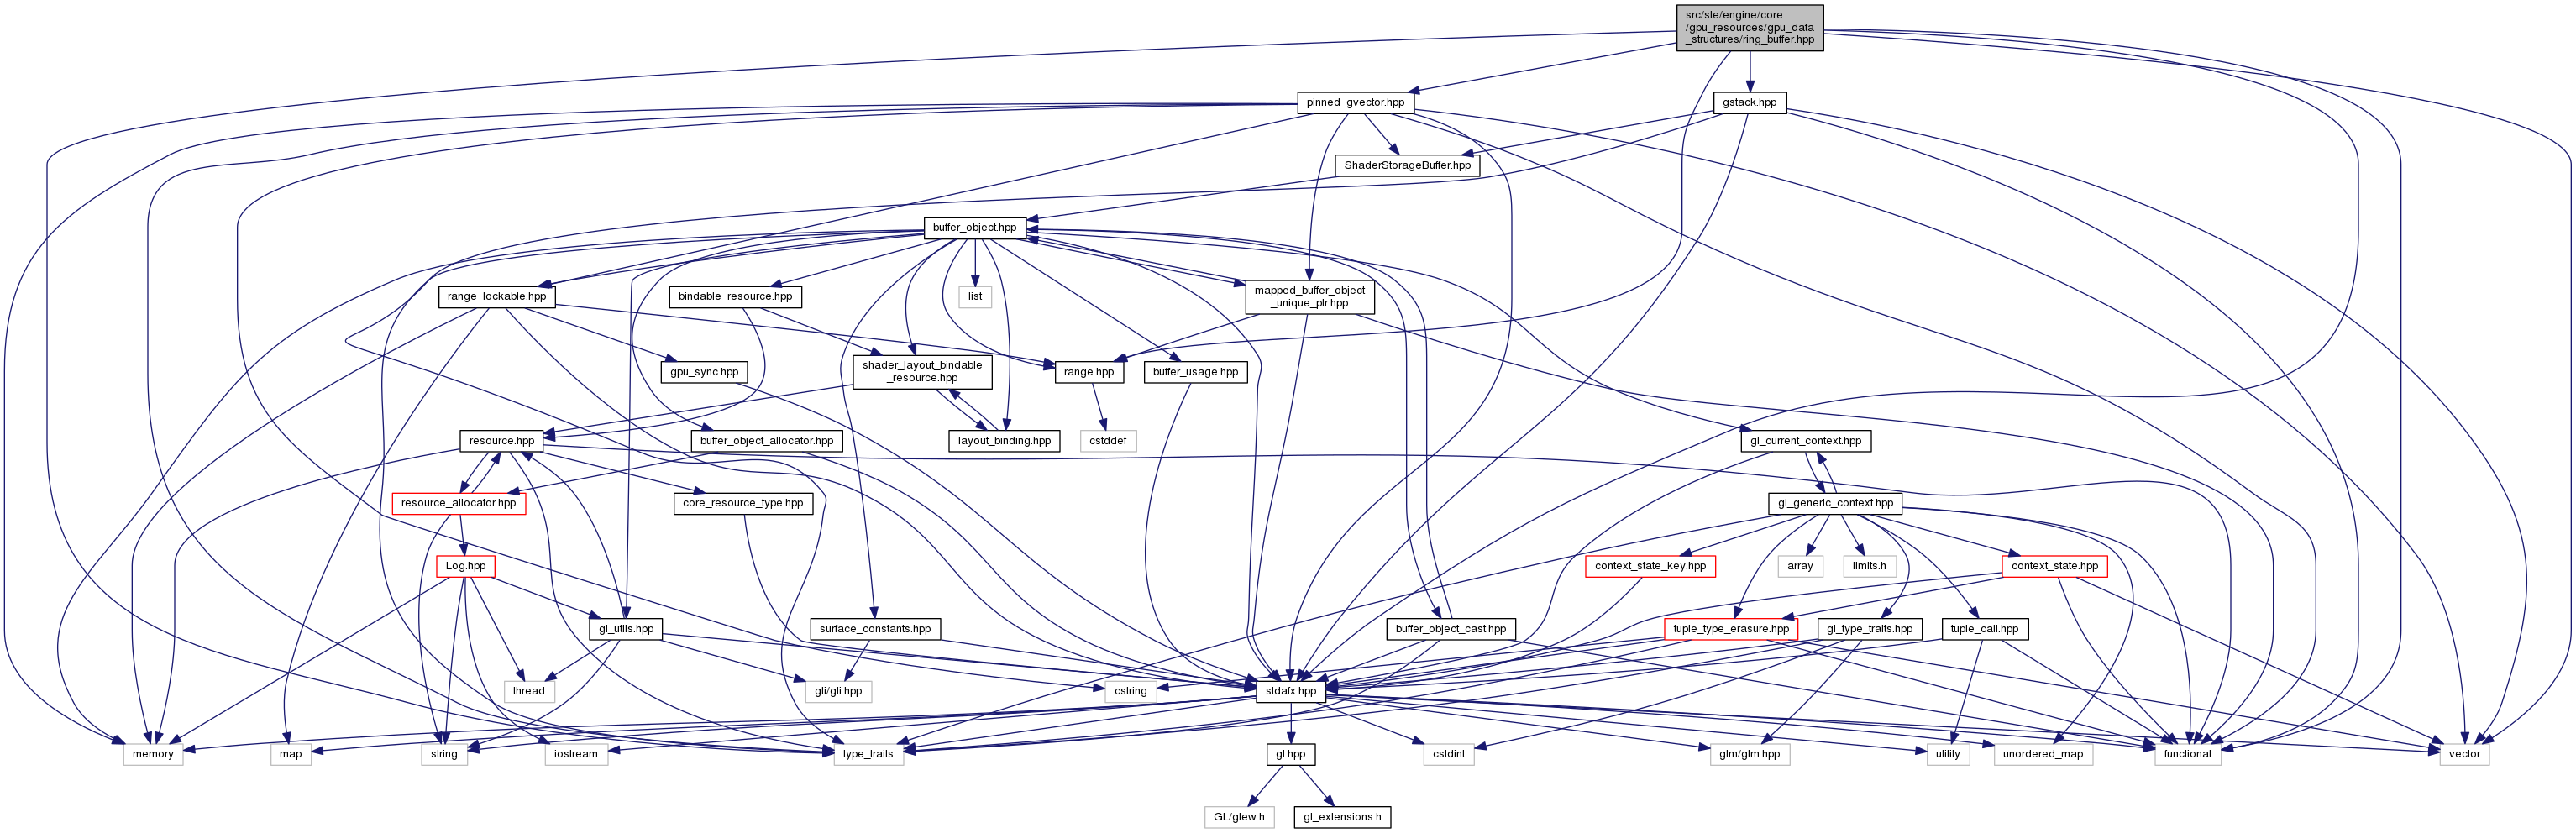 src/ste/engine/core
/gpu_resources/gpu_data
_structures/ring_buffer.hpp
pinned_gvector.hpp
gstack.hpp
ShaderStorageBuffer.hpp
buffer_object.hpp
range_lockable.hpp
bindable_resource.hpp
list
mapped_buffer_object
_unique_ptr.hpp
gpu_sync.hpp
shader_layout_bindable
_resource.hpp
range.hpp
buffer_usage.hpp
resource.hpp
buffer_object_allocator.hpp
layout_binding.hpp
cstddef
gl_current_context.hpp
resource_allocator.hpp
core_resource_type.hpp
gl_generic_context.hpp
Log.hpp
context_state_key.hpp
array
limits.h
context_state.hpp
gl_utils.hpp
surface_constants.hpp
buffer_object_cast.hpp
tuple_type_erasure.hpp
gl_type_traits.hpp
tuple_call.hpp
thread
gli/gli.hpp
cstring
stdafx.hpp
memory
map
string
iostream
type_traits
gl.hpp
cstdint
glm/glm.hpp
utility
unordered_map
functional
vector
GL/glew.h
gl_extensions.h